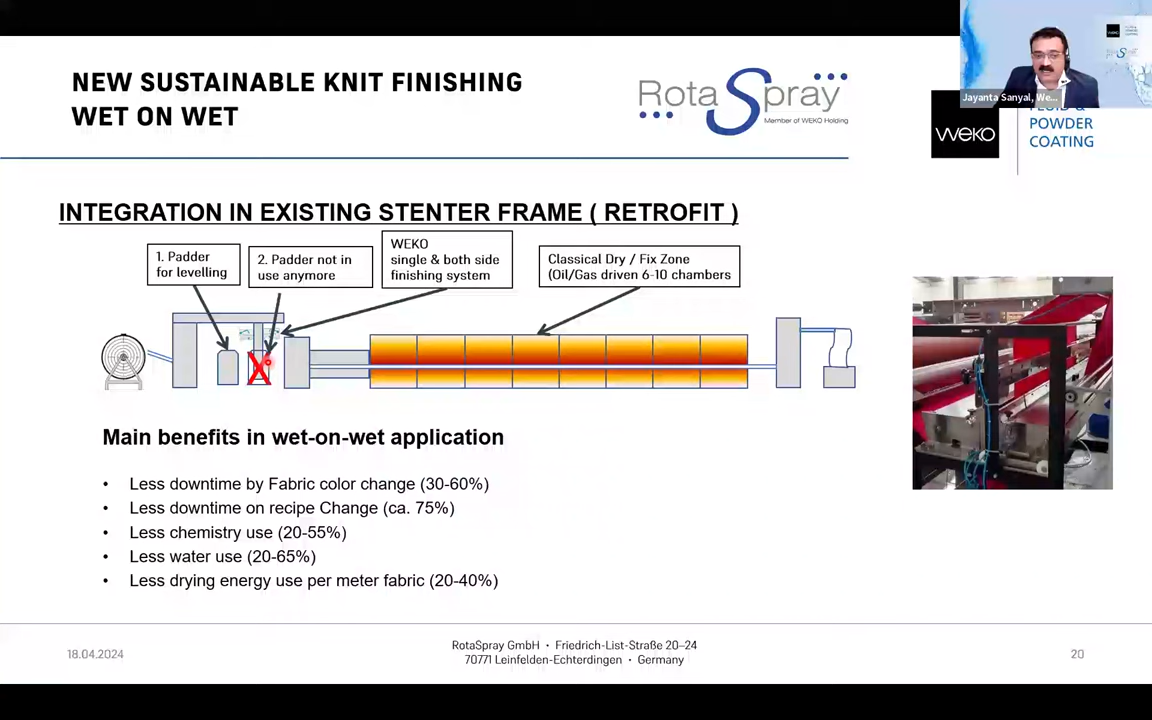 NEW SUSTAINABLE KNIT FINISHING
WET ON WET
RotaSpray
Member of WEKO Holding
Jayanta Sanyal, We...
WEKO
FLUID &
POWDER
COATING
INTEGRATION IN EXISTING STENTER FRAME ( RETROFIT )
1. Padder
for levelling
2. Padder not in
use anymore
WEKO
single & both side
finishing system
Classical Dry / Fix Zone
(Oil/Gas driven 6-10 chambers
Main benefits in wet-on-wet application
• Less downtime by Fabric color change (30-60%)
• Less downtime on recipe Change (ca. 75%)
• Less chemistry use (20-55%)
• Less water use (20-65%)
• Less drying energy use per meter fabric (20-40%)
18.04.2024
RotaSpray GmbH • Friedrich-List-Straße 20–24
70771 Leinfelden-Echterdingen • Germany
20